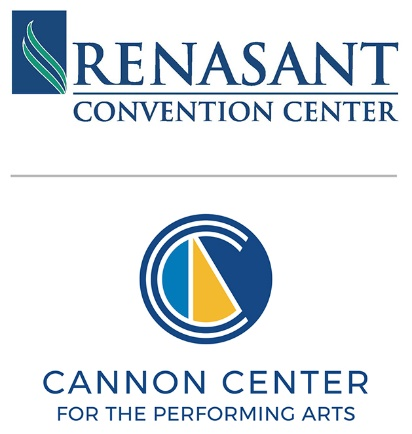 RENASANT
CONVENTION CENTER
CANNON CENTER
FOR THE PERFORMING ARTS